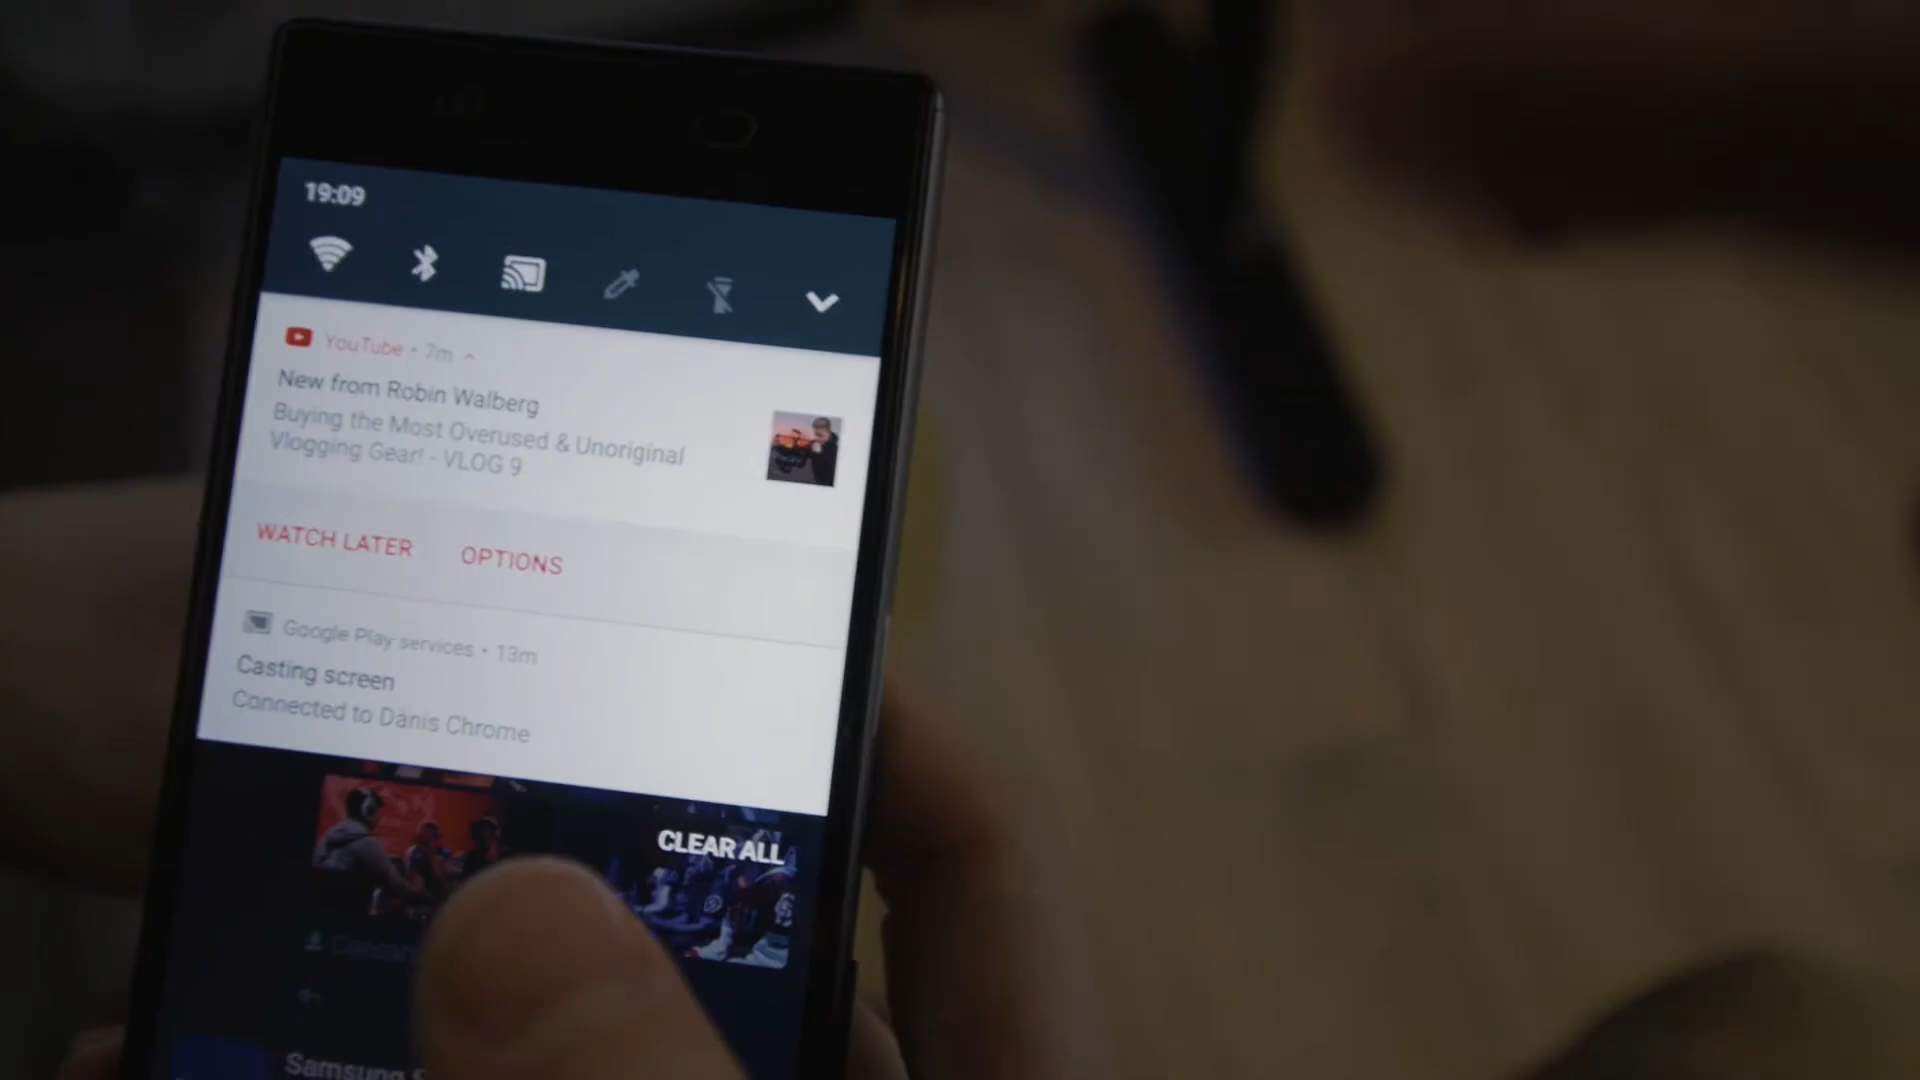 19:09
YouTube • 7m
New from Robin Walberg
Buying the Most Overused & Unoriginal
Vlogging Gear! - VLOG 9
WATCH LATER OPTIONS
Google Play services • 13m
Casting screen
Connected to Danis Chrome
CLEAR ALL
Samsung